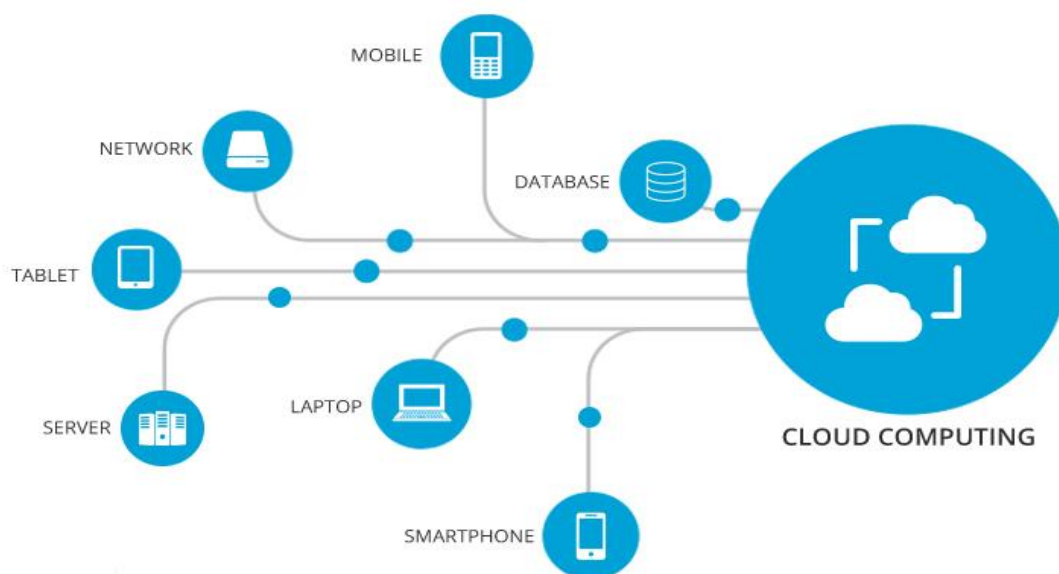 MOBILE
NETWORK
DATABASE
TABLET
LAPTOP
SERVER
CLOUD COMPUTING
SMARTPHONE